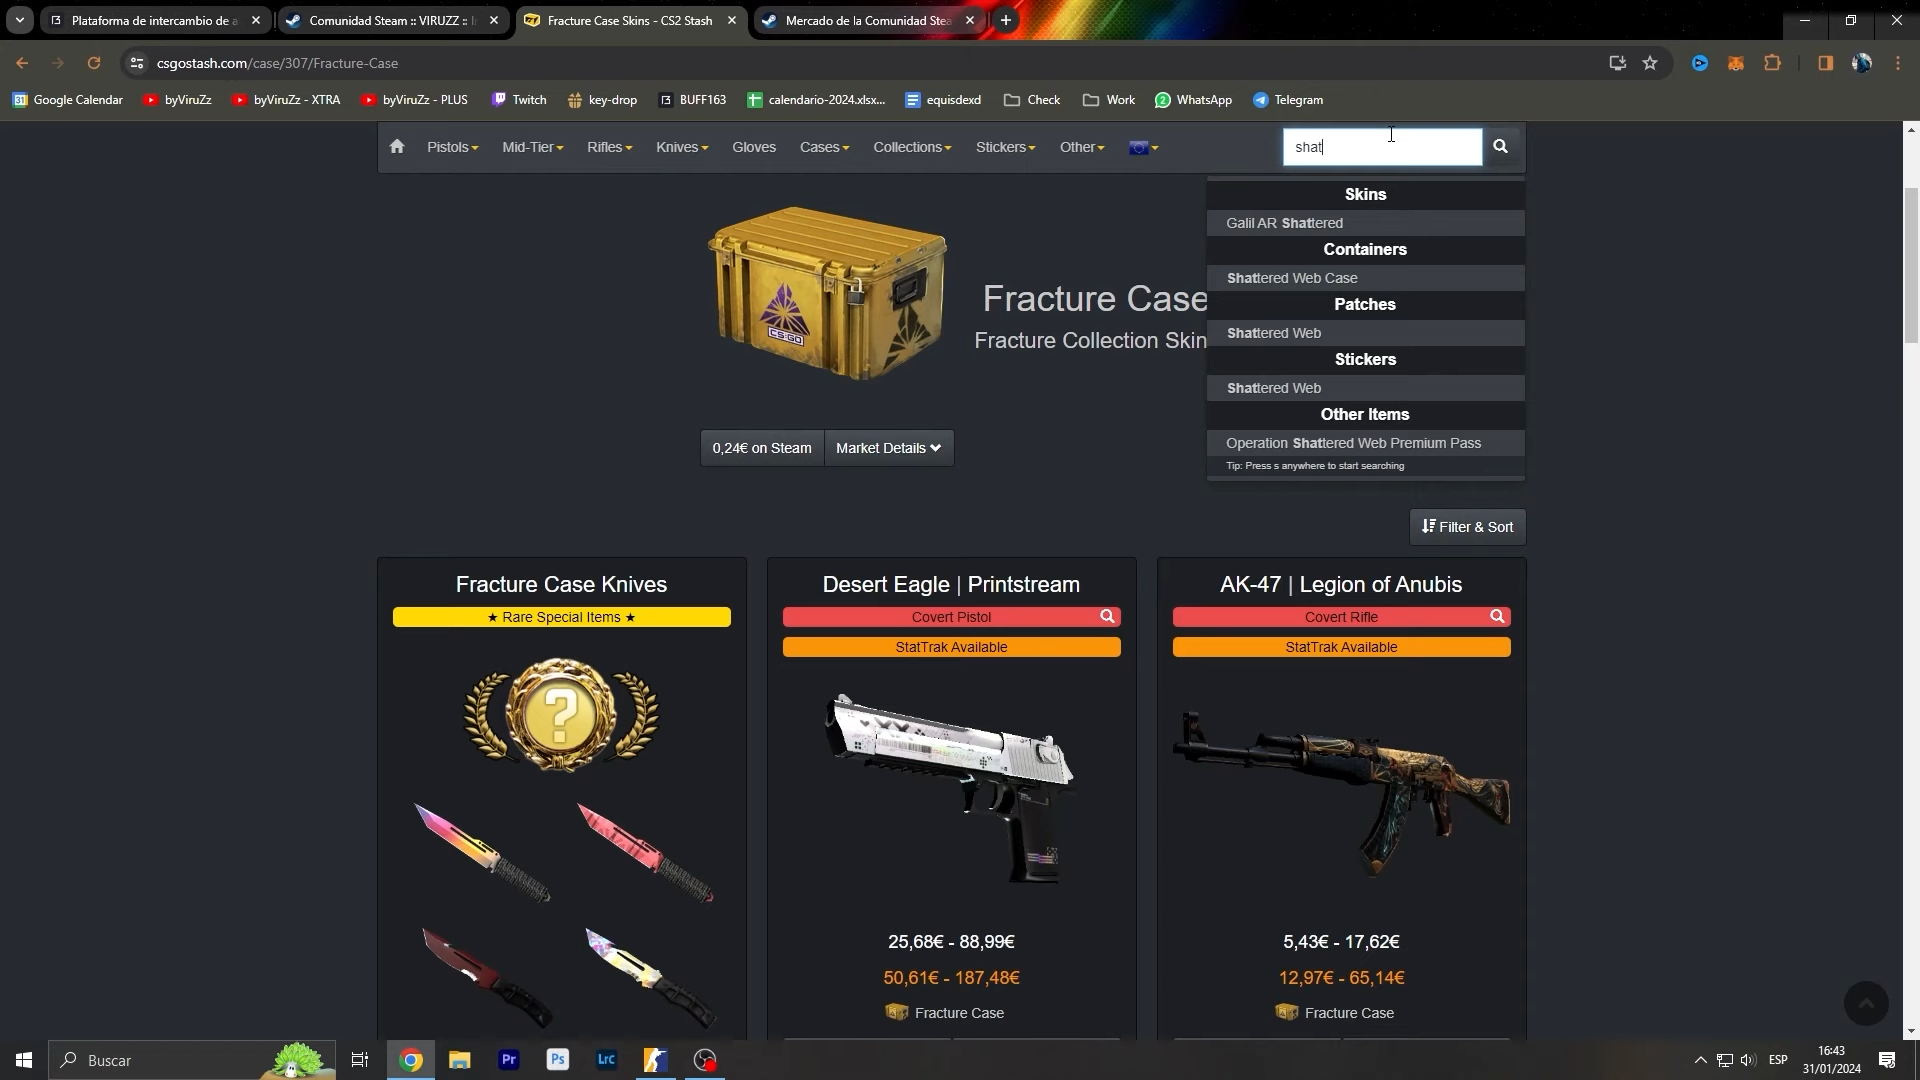 Plataforma de intercambio de a
Comunidad Steam :: VIRUZZ :: I
Fracture Case Skins - CS2 Stash
Mercado de la Comunidad Stea
csgostash.com/case/307/Fracture-Case
Google Calendar
byViruZz
byViruZz - XTRA
byViruZz - PLUS
Twitch
key-drop
BUFF163
calendario-2024.xlsx...
equisdexd
Check
Work
WhatsApp
Telegram
Pistols
Mid-Tier
Rifles
Knives
Gloves
Cases
Collections
Stickers
Other
shat
Skins
Galil AR Shattered
Containers
Shattered Web Case
Patches
Shattered Web
Stickers
Shattered Web
Other Items
Operation Shattered Web Premium Pass
Tip: Press s anywhere to start searching
CS:GO
Fracture Case
Fracture Collection Skin
0,24€ on Steam
Market Details
Filter & Sort
Fracture Case Knives
★ Rare Special Items ★
Desert Eagle | Printstream
Covert Pistol
StatTrak Available
25,68€ - 88,99€
50,61€ - 187,48€
Fracture Case
AK-47 | Legion of Anubis
Covert Rifle
StatTrak Available
5,43€ - 17,62€
12,97€ - 65,14€
Fracture Case
Buscar
Pr
Ps
Lrc
ESP
16:43
31/01/2024